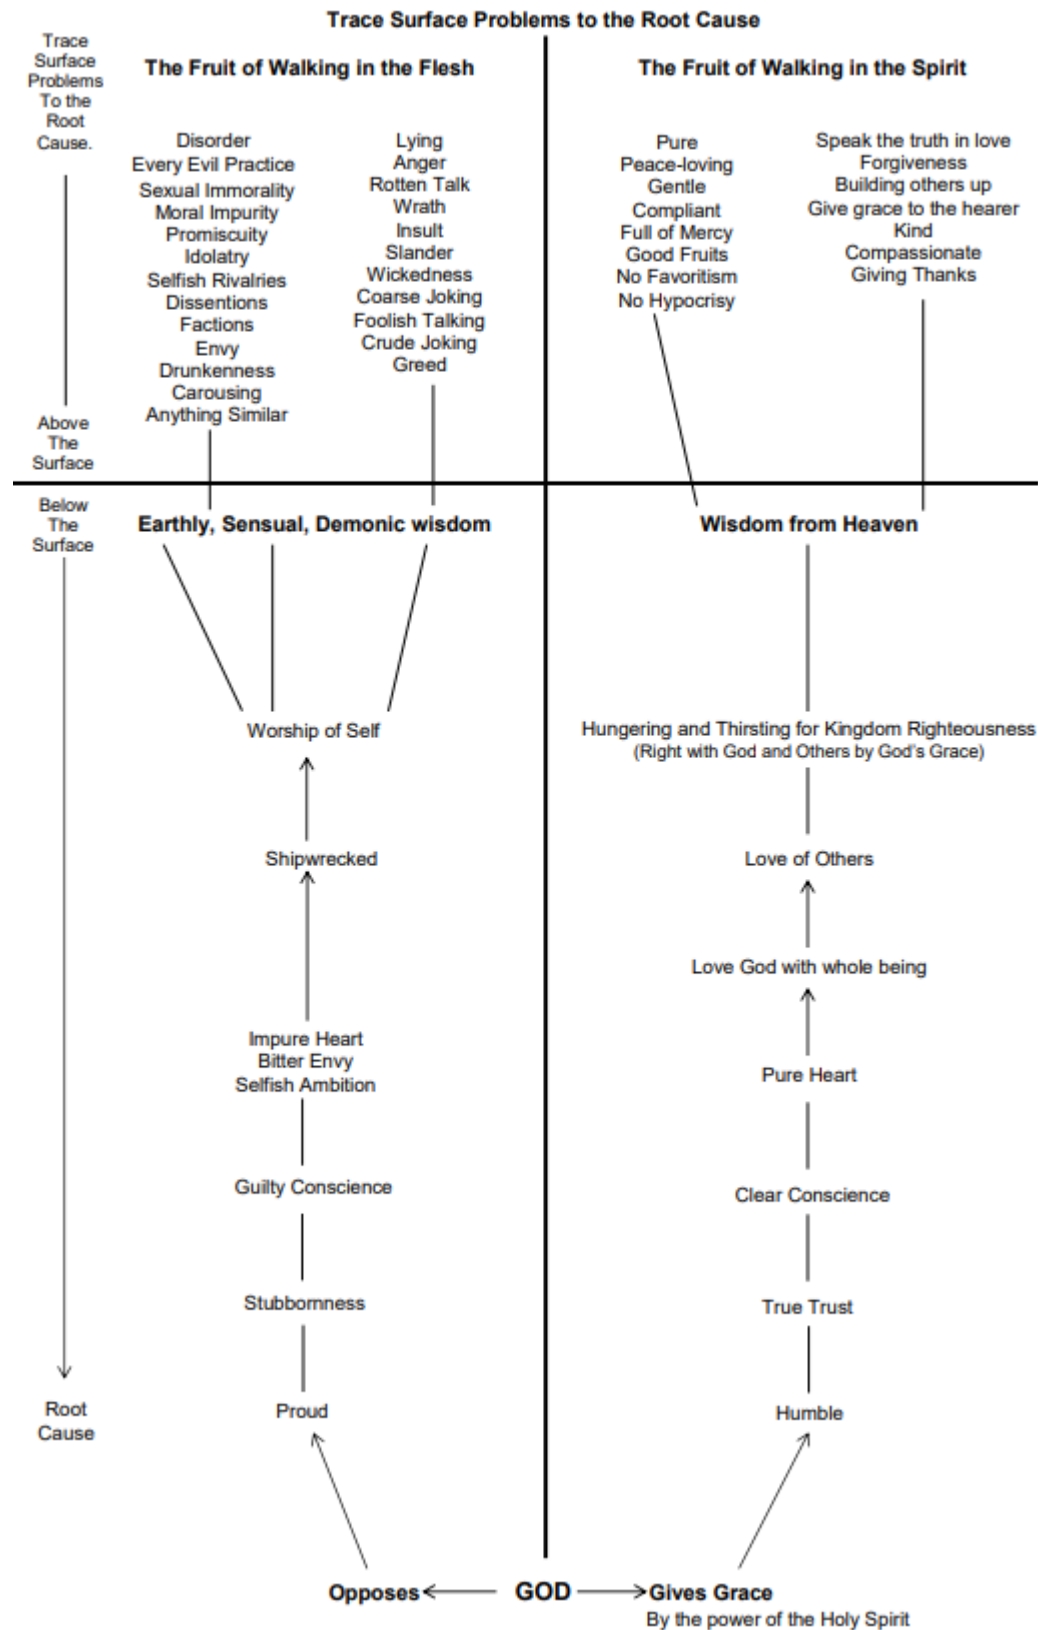 Trace Surface Problems to the Root Cause
Trace
Surface
Problems
To the
Root
Cause.
Above
The
Surface
Below
The
Surface
Root
Cause
The Fruit of Walking in the Flesh
Disorder
Every Evil Practice
Sexual Immorality
Moral Impurity
Promiscuity
Idolatry
Selfish Rivalries
Dissentions
Factions
Envy
Drunkenness
Carousing
Anything Similar
Lying
Anger
Rotten Talk
Wrath
Insult
Slander
Wickedness
Coarse Joking
Foolish Talking
Crude Joking
Greed
Earthly, Sensual, Demonic wisdom
Worship of Self
Shipwrecked
Impure Heart
Bitter Envy
Selfish Ambition
Guilty Conscience
Stubbornness
Proud
The Fruit of Walking in the Spirit
Pure
Peace-loving
Gentle
Compliant
Full of Mercy
Good Fruits
No Favoritism
No Hypocrisy
Speak the truth in love
Forgiveness
Building others up
Give grace to the hearer
Kind
Compassionate
Giving Thanks
Wisdom from Heaven
Hungering and Thirsting for Kingdom Righteousness
(Right with God and Others by God's Grace)
Love of Others
Love God with whole being
Pure Heart
Clear Conscience
True Trust
Humble
Opposes GOD Gives Grace
By the power of the Holy Spirit